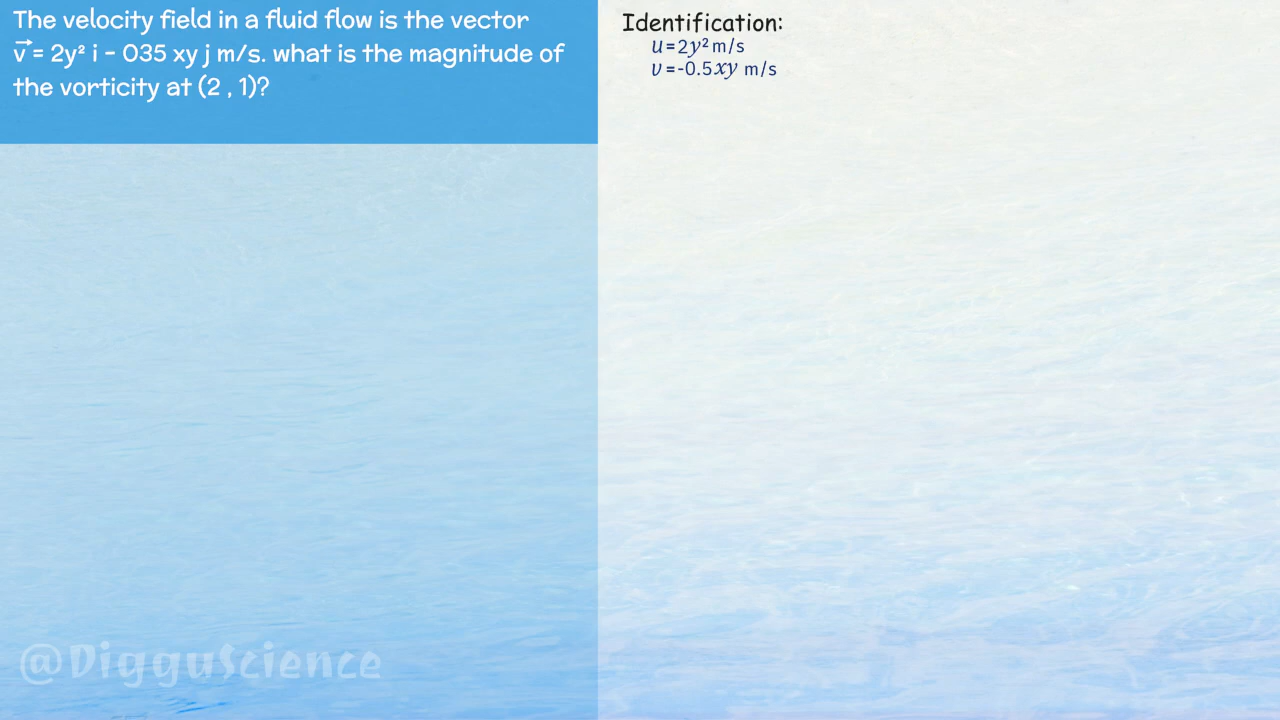 The velocity field in a fluid flow is the vector
v⃗ = 2y² i - 035 xy j m/s. what is the magnitude of
the vorticity at (2 , 1)?
Identification:
u=2y² m/s
υ=-0.5xy m/s
@DigguScience